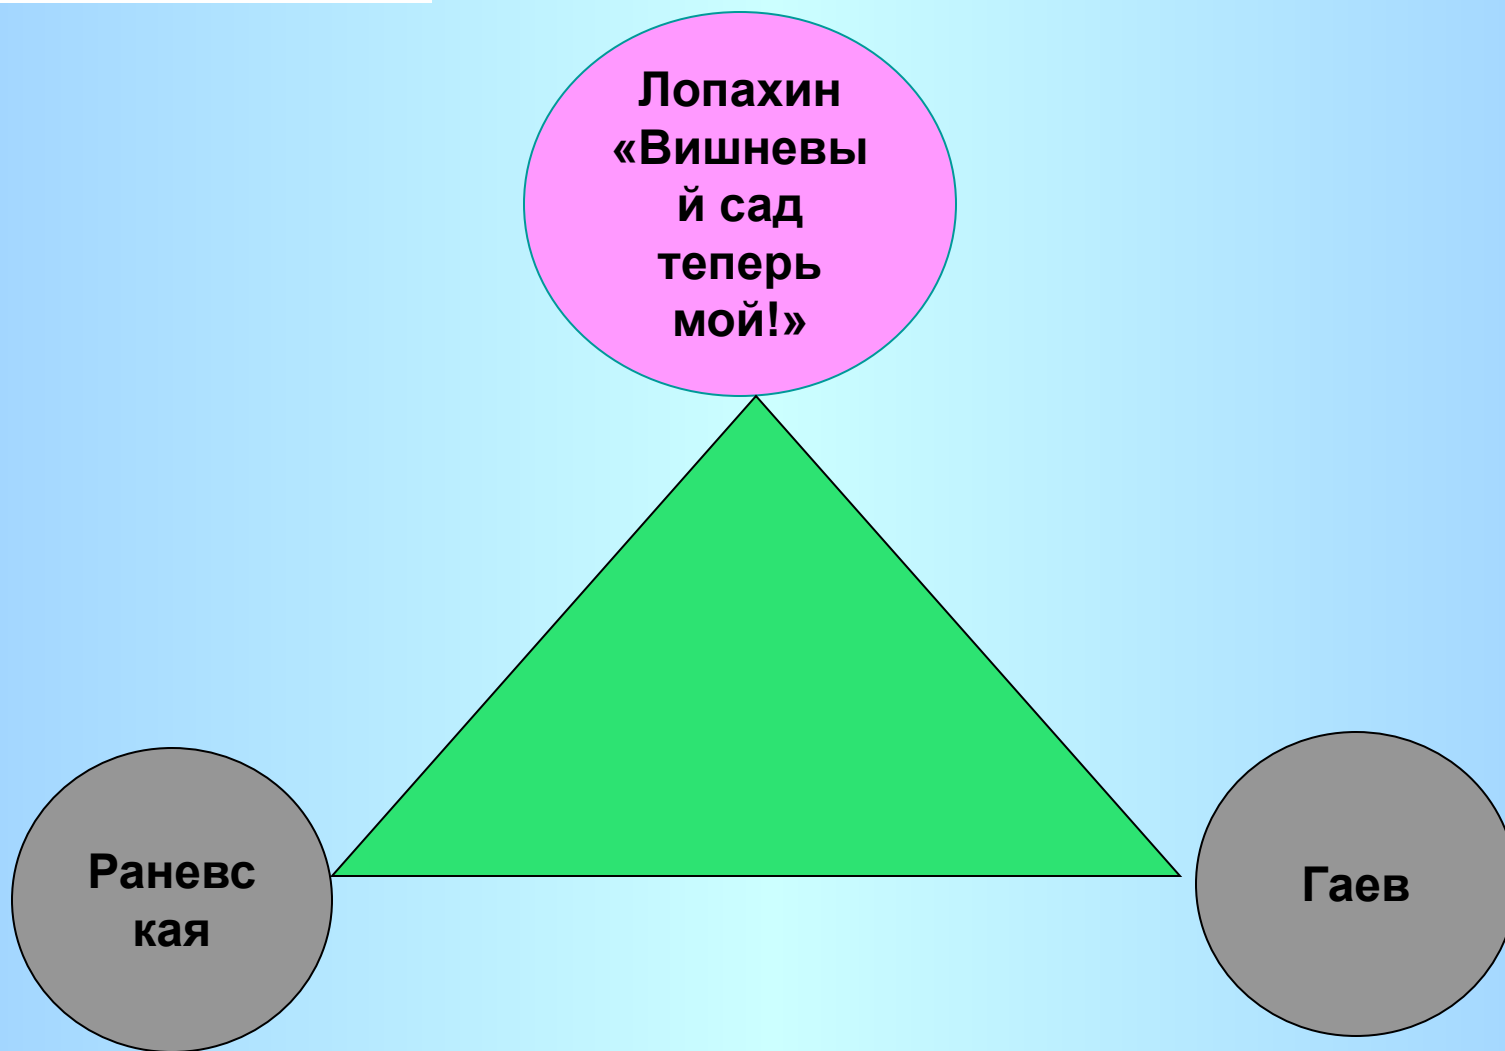 Лопахин
«Вишневы
й сад
теперь
мой!»
Раневс
кая
Гаев